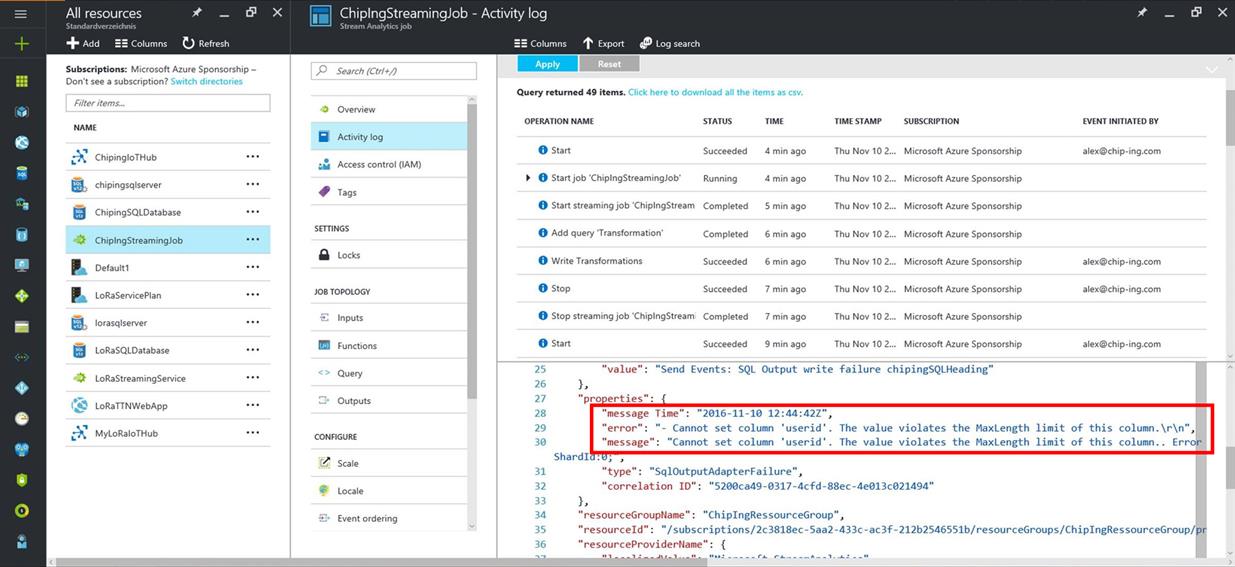 All resources
Standardverzeichnis
Add Columns Refresh
Subscriptions: Microsoft Azure Sponsorship –
Don't see a subscription? Switch directories
Filter items...
NAME
ChipingIoTHub
chipingsqlserver
ChipingSQLDatabase
ChipIngStreamingJob
Default1
LoRaServicePlan
lorasqlserver
LoRaSQLDatabase
LoRaStreamingService
LoRaTTNWebApp
MyLoRaIoTHub
ChipIngStreamingJob - Activity log
Stream Analytics job
Search (Ctrl+/)
Overview
Activity log
Access control (IAM)
Tags
SETTINGS
Locks
JOB TOPOLOGY
Inputs
Functions
Query
Outputs
CONFIGURE
Scale
Locale
Event ordering
Columns Export Log search
Apply Reset
Query returned 49 items. Click here to download all the items as csv.
OPERATION NAME STATUS TIME TIME STAMP SUBSCRIPTION EVENT INITIATED BY
Start Succeeded 4 min ago Thu Nov 10 2... Microsoft Azure Sponsorship alex@chip-ing.com
Start job 'ChipIngStreamingJob' Running 4 min ago Thu Nov 10 2... Microsoft Azure Sponsorship
Start streaming job 'ChipIngStream Completed 5 min ago Thu Nov 10 2... Microsoft Azure Sponsorship
Add query 'Transformation' Completed 6 min ago Thu Nov 10 2... Microsoft Azure Sponsorship
Write Transformations Succeeded 6 min ago Thu Nov 10 2... Microsoft Azure Sponsorship alex@chip-ing.com
Stop Succeeded 7 min ago Thu Nov 10 2... Microsoft Azure Sponsorship alex@chip-ing.com
Stop streaming job 'ChipIngStream Completed 7 min ago Thu Nov 10 2... Microsoft Azure Sponsorship
Start Succeeded 9 min ago Thu Nov 10 2... Microsoft Azure Sponsorship alex@chip-ing.com
25 "value": "Send Events: SQL Output write failure chipingSQLHeading"
26 },
27 "properties": {
28 "message Time": "2016-11-10 12:44:42Z",
29 "error": "- Cannot set column 'userid'. The value violates the MaxLength limit of this column.\r\n",
30 "message": "Cannot set column 'userid'. The value violates the MaxLength limit of this column.. Error
ShardId:0;",
31 "type": "SqlOutputAdapterFailure",
32 "correlation ID": "5200ca49-0317-4cfd-88ec-4e013c021494"
33 },
34 "resourceGroupName": "ChipIngRessourceGroup",
35 "resourceId": "/subscriptions/2c3818ec-5aa2-433c-ac3f-212b2546551b/resourceGroups/ChipIngRessourceGroup/pr
36 "resourceProviderName": {